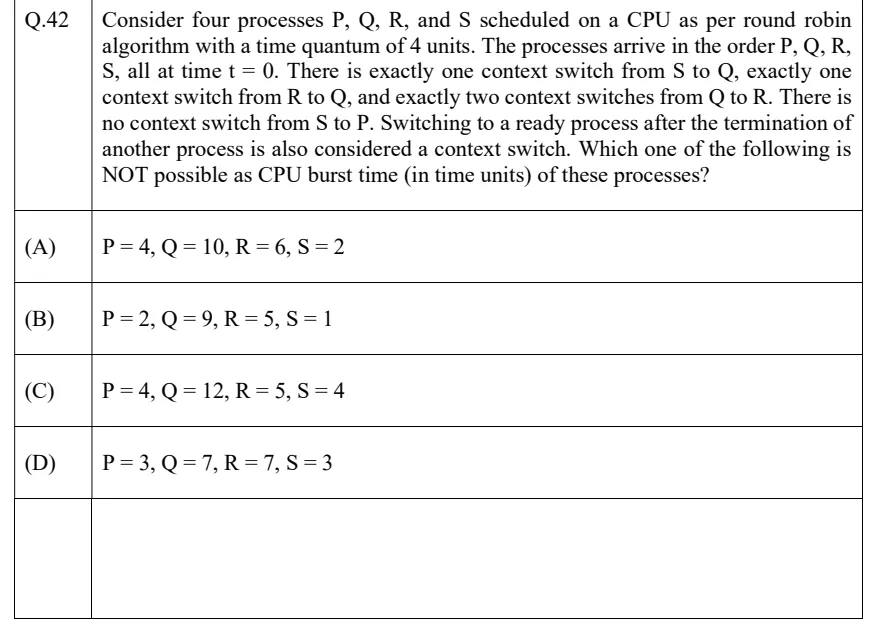 Q.42 Consider four processes P, Q, R, and S scheduled on a CPU as per round robin
algorithm with a time quantum of 4 units. The processes arrive in the order P, Q, R,
S, all at time t = 0. There is exactly one context switch from S to Q, exactly one
context switch from R to Q, and exactly two context switches from Q to R. There is
no context switch from S to P. Switching to a ready process after the termination of
another process is also considered a context switch. Which one of the following is
NOT possible as CPU burst time (in time units) of these processes?
(A) P = 4, Q = 10, R = 6, S = 2
(B) P = 2, Q = 9, R = 5, S = 1
(C) P = 4, Q = 12, R = 5, S = 4
(D) P = 3, Q = 7, R = 7, S = 3